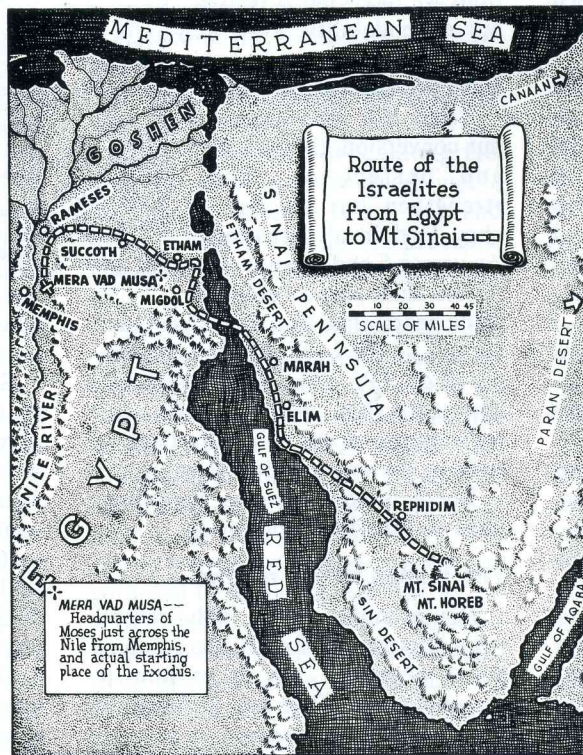 MEDITERRANEAN SEA
CANAAN
GOSHEN
Route of the
Israelites
from Egypt
to Mt. Sinai
RAMESES
SUCCOTH
ETHAM
MERA VAD MUSA
MIGDOL
MEMPHIS
ETHAM DESERT
SINAI PENINSULA
0 10 20 30 40 45
SCALE OF MILES
PARAN DESERT
MARAH
ELIM
NILE RIVER
EGYPT
GULF OF SUEZ
RED SEA
REPHIDIM
MT. SINAI
MT. HOREB
SIN DESERT
GULF OF AQABA
MERA VAD MUSA--
Headquarters of
Moses just across the
Nile from Memphis,
and actual starting
place of the Exodus.